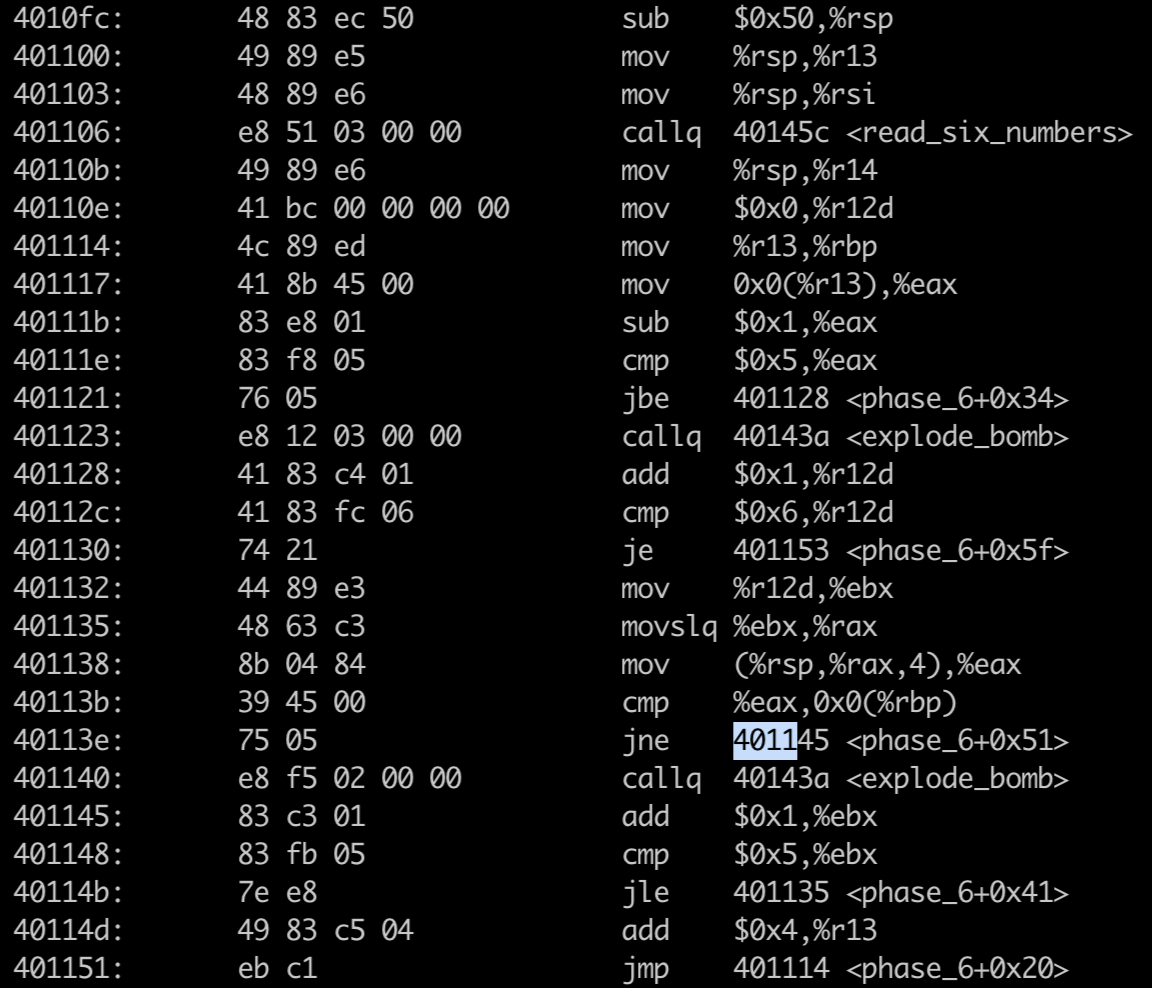 4010fc: 48 83 ec 50 sub $0x50,%rsp
401100: 49 89 e5 mov %rsp,%r13
401103: 48 89 e6 mov %rsp,%rsi
401106: e8 51 03 00 00 callq 40145c <read_six_numbers>
40110b: 49 89 e6 mov %rsp,%r14
40110e: 41 bc 00 00 00 00 mov $0x0,%r12d
401114: 4c 89 ed mov %r13,%rbp
401117: 41 8b 45 00 mov 0x0(%r13),%eax
40111b: 83 e8 01 sub $0x1,%eax
40111e: 83 f8 05 cmp $0x5,%eax
401121: 76 05 jbe 401128 <phase_6+0x34>
401123: e8 12 03 00 00 callq 40143a <explode_bomb>
401128: 41 83 c4 01 add $0x1,%r12d
40112c: 41 83 fc 06 cmp $0x6,%r12d
401130: 74 21 je 401153 <phase_6+0x5f>
401132: 44 89 e3 mov %r12d,%ebx
401135: 48 63 c3 movslq %ebx,%rax
401138: 8b 04 84 mov (%rsp,%rax,4),%eax
40113b: 39 45 00 cmp %eax,0x0(%rbp)
40113e: 75 05 jne 401145 <phase_6+0x51>
401140: e8 f5 02 00 00 callq 40143a <explode_bomb>
401145: 83 c3 01 add $0x1,%ebx
401148: 83 fb 05 cmp $0x5,%ebx
40114b: 7e e8 jle 401135 <phase_6+0x41>
40114d: 49 83 c5 04 add $0x4,%r13
401151: eb c1 jmp 401114 <phase_6+0x20>